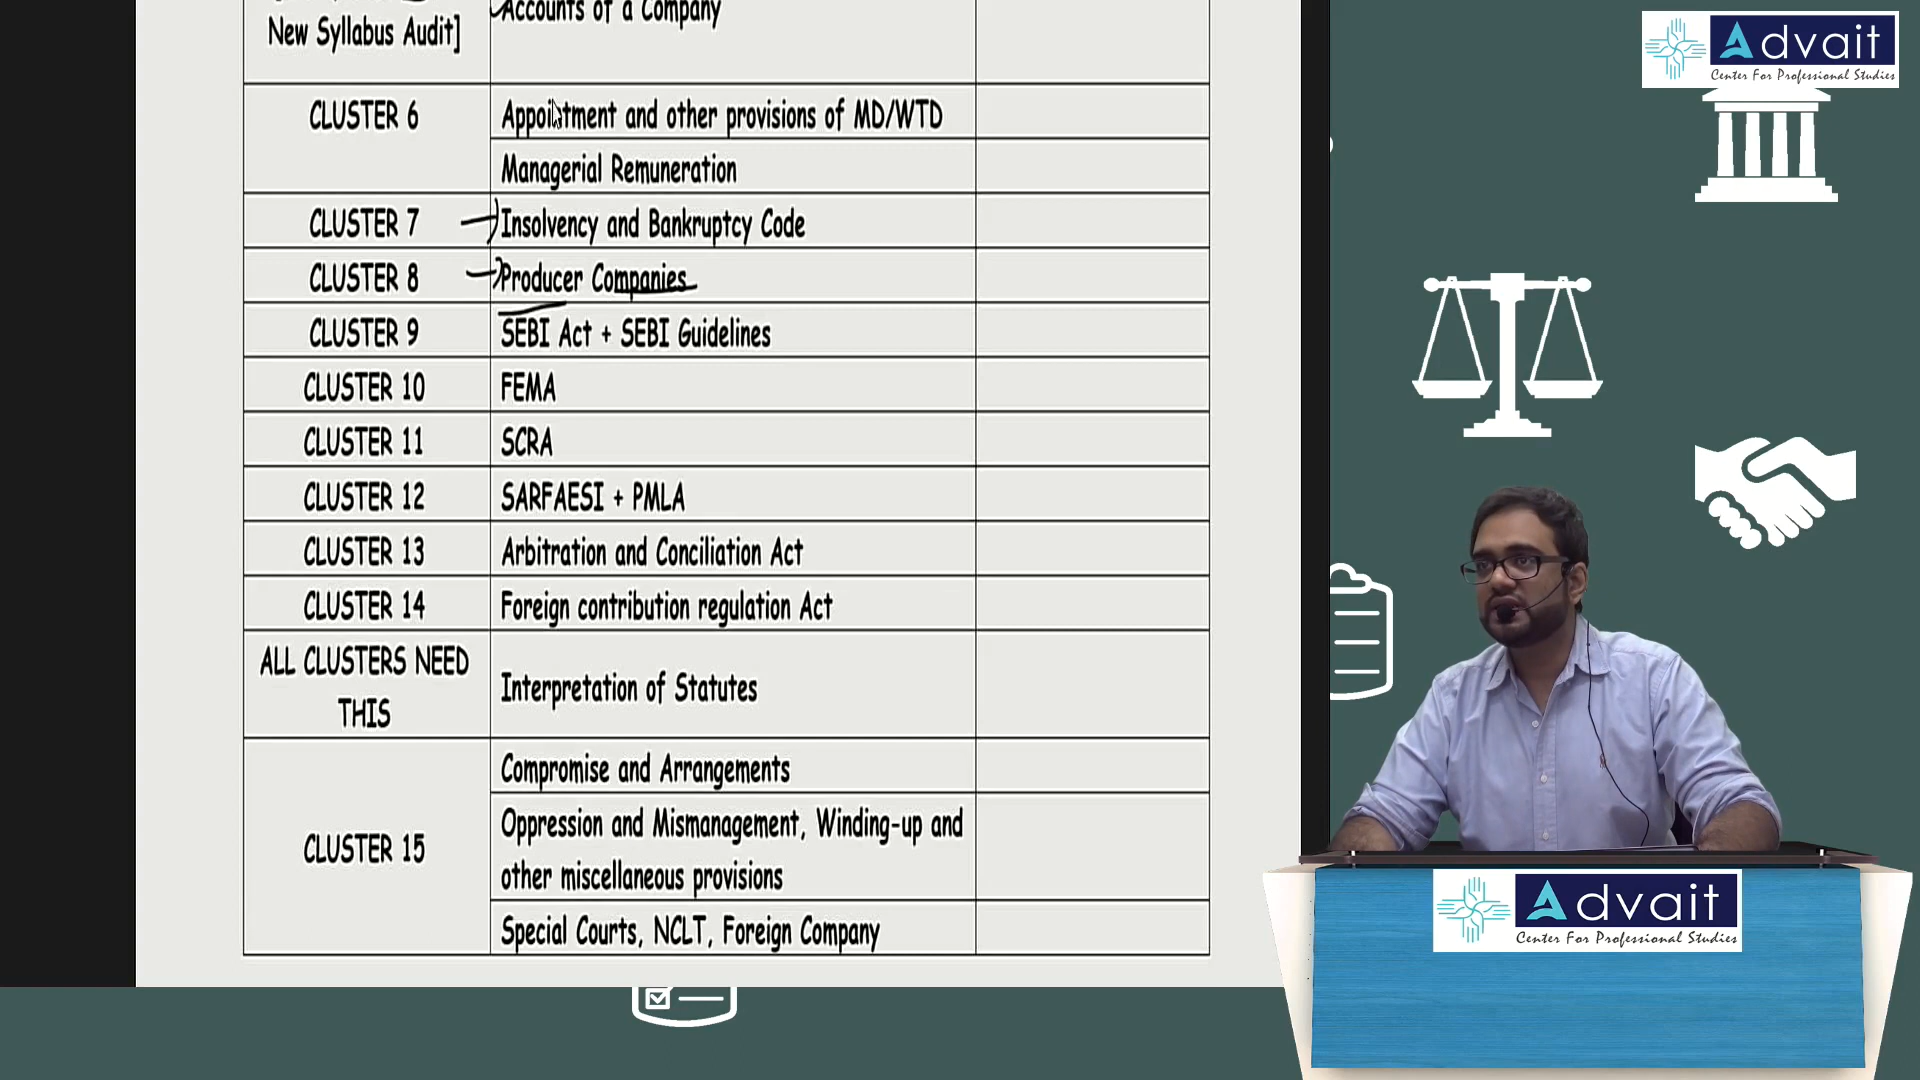 New Syllabus Audit]
Accounts of a Company
CLUSTER 6
Appointment and other provisions of MD/WTD
Managerial Remuneration
CLUSTER 7
Insolvency and Bankruptcy Code
CLUSTER 8
Producer Companies
CLUSTER 9
SEBI Act + SEBI Guidelines
CLUSTER 10
FEMA
CLUSTER 11
SCRA
CLUSTER 12
SARFAESI + PMLA
CLUSTER 13
Arbitration and Conciliation Act
CLUSTER 14
Foreign contribution regulation Act
ALL CLUSTERS NEED
THIS
Interpretation of Statutes
CLUSTER 15
Compromise and Arrangements
Oppression and Mismanagement, Winding-up and
other miscellaneous provisions
Special Courts, NCLT, Foreign Company
Advait
Center For Professional Studies
Advait
Center For Professional Studies